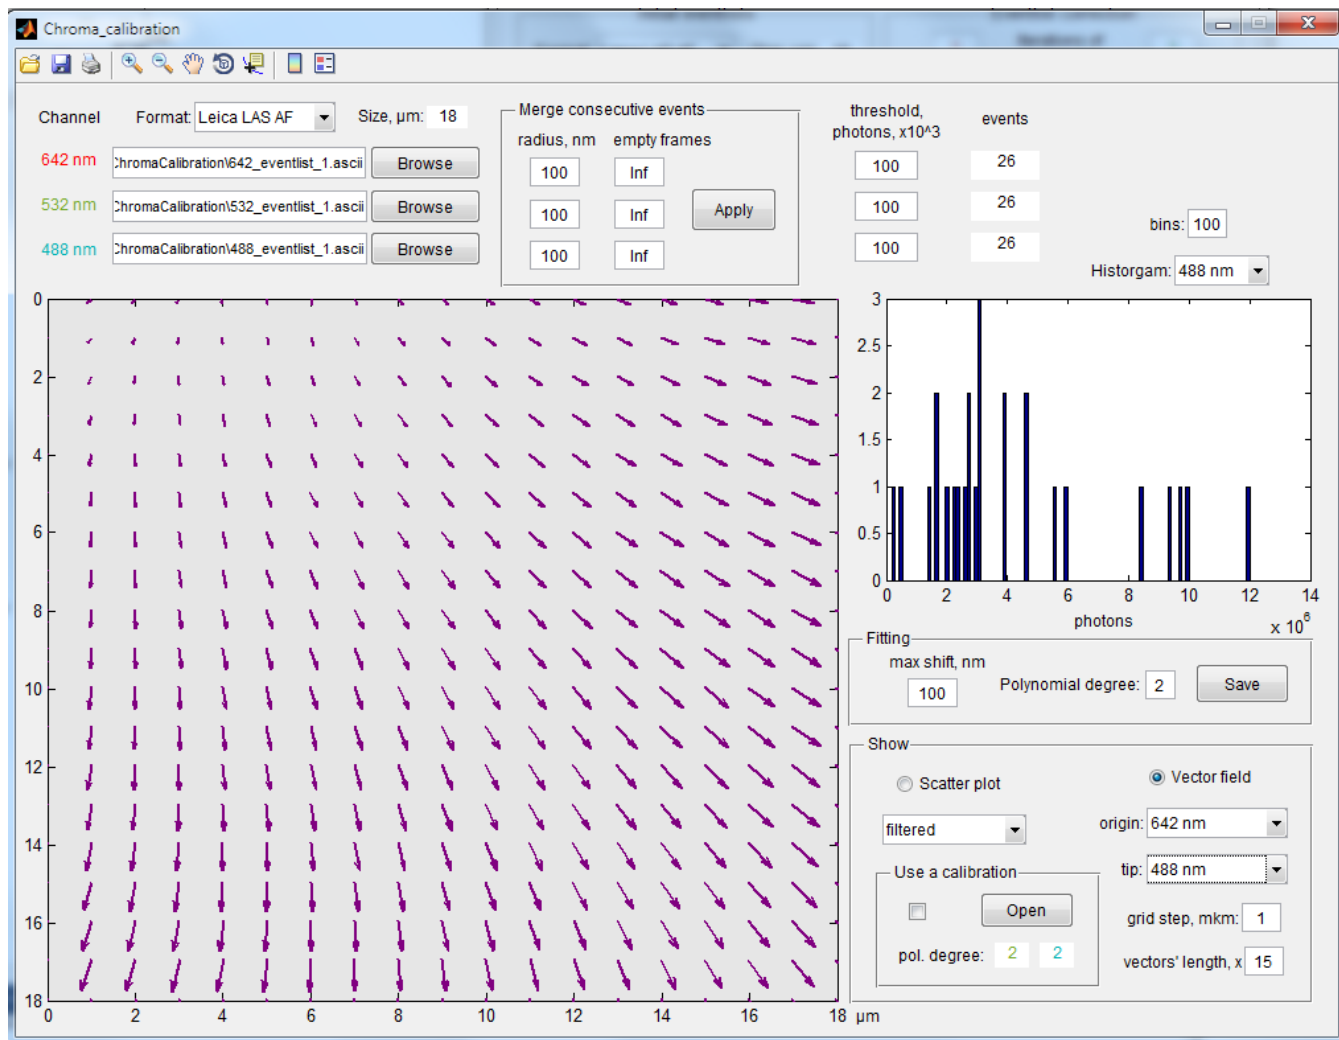 Chroma_calibration
Channel Format: Leica LAS AF Size, µm: 18
642 nm ChromaCalibration\642_eventlist_1.ascii Browse
532 nm ChromaCalibration\532_eventlist_1.ascii Browse
488 nm ChromaCalibration\488_eventlist_1.ascii Browse
Merge consecutive events
radius, nm empty frames
100 Inf
100 Inf
100 Inf
Apply
threshold,
photons, x10^3
events
100 26
100 26
100 26
bins: 100
Historgam: 488 nm
0
2
4
6
8
10
12
14
16
18
0 2 4 6 8 10 12 14 16 18 µm
3
2.5
2
1.5
1
0.5
0
0 2 4 6 8 10 12 14
photons
x 10^6
Fitting
max shift, nm
100
Polynomial degree: 2
Save
Show
Scatter plot
Vector field
filtered
origin: 642 nm
tip: 488 nm
Use a calibration
Open
pol. degree: 2 2
grid step, mkm: 1
vectors' length, x 15